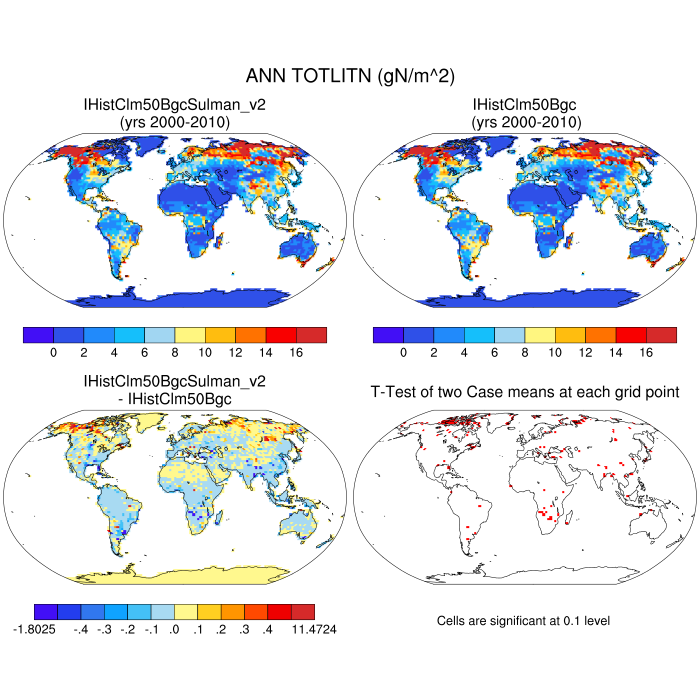 ANN TOTLITN (gN/m^2)
IHistClm50BgcSulman_v2
(yrs 2000-2010)
IHistClm50Bgc
(yrs 2000-2010)
0 2 4 6 8 10 12 14 16
0 2 4 6 8 10 12 14 16
IHistClm50BgcSulman_v2
- IHistClm50Bgc
T-Test of two Case means at each grid point
-1.8025 -.4 -.3 -.2 -.1 .0 .1 .2 .3 .4 11.4724
Cells are significant at 0.1 level